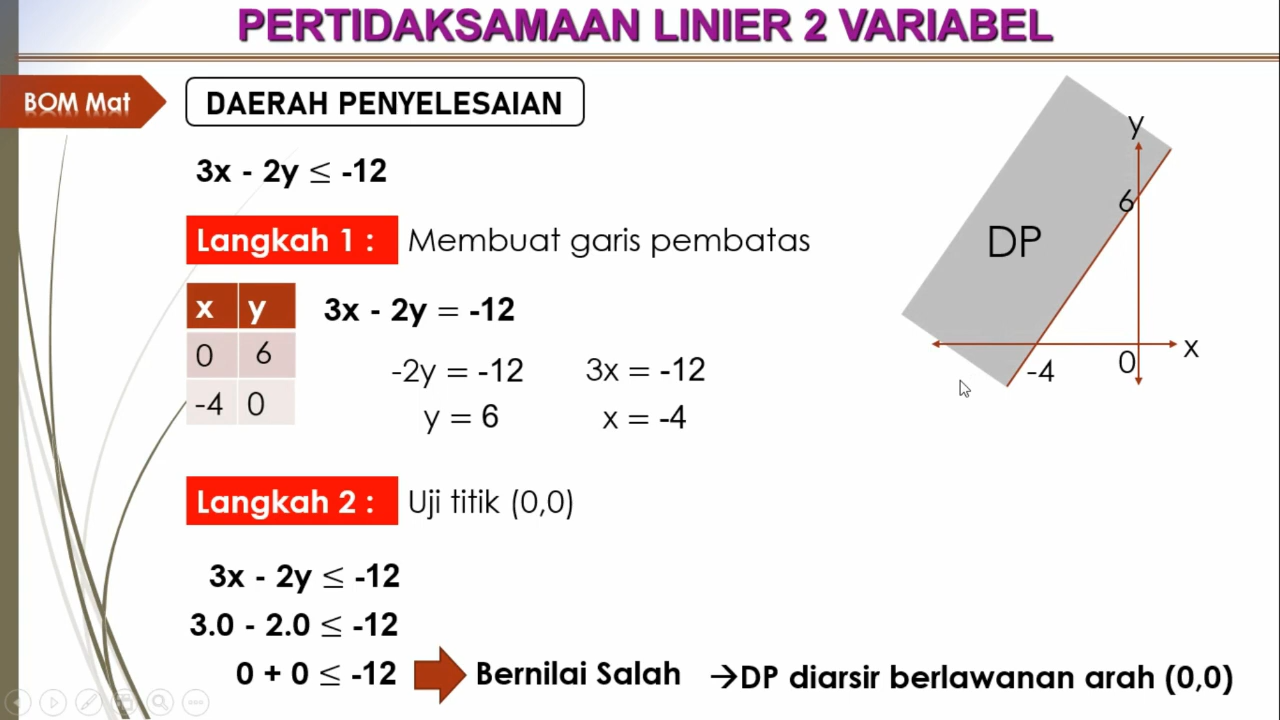 PERTIDAKSAMAAN LINIER 2 VARIABEL
BOM Mat
DAERAH PENYELESAIAN
3x - 2y ≤ -12
Langkah 1 : Membuat garis pembatas
x y
0 6
-4 0
3x - 2y = -12
-2y = -12 3x = -12
y = 6 x = -4
y
6
DP
x
-4 0
Langkah 2 : Uji titik (0,0)
3x - 2y ≤ -12
3.0 - 2.0 ≤ -12
0 + 0 ≤ -12 Bernilai Salah →DP diarsir berlawanan arah (0,0)